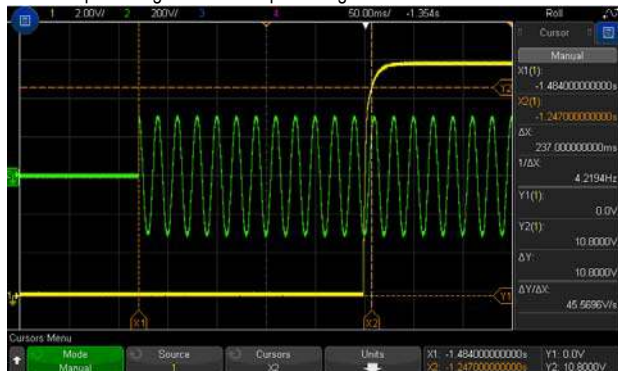 1 2.00V/ 2 200V/ 3 4 50.00ms/ -1.354s Roll
Cursor
Manual
X1(1):
-1.484000000000s
X2(1):
-1.247000000000s
ΔX:
237.000000000ms
1/ΔX:
4.2194Hz
Y1(1):
0.0V
Y2(1):
10.8000V
ΔY:
10.8000V
ΔY/ΔX:
45.5696V/s
Y2
Y1
X1 X2
Cursors Menu
Mode Source Cursors Units X1: -1.484000000000s Y1: 0.0V
Manual 1 X2 X2: -1.247000000000s Y2: 10.8000V